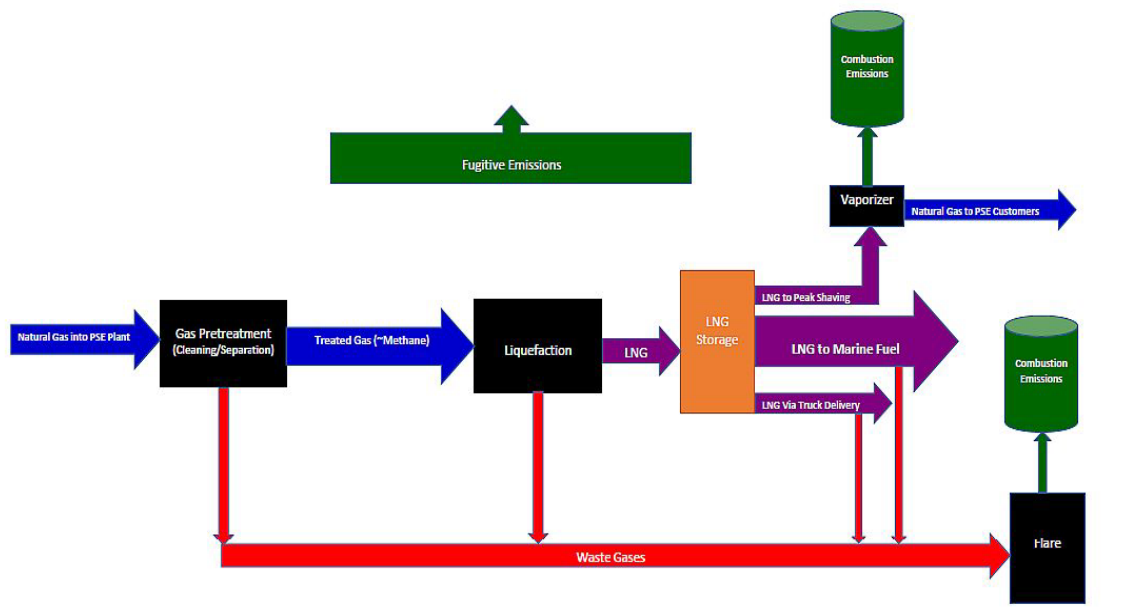 Combustion
Emissions
Fugitive Emissions
Vaporizer
Natural Gas to PSE Customers
LNG to Peak Shaving
Natural Gas into PSE Plant
Gas Pretreatment
(Cleaning/Separation)
Treated Gas (~Methane)
Liquefaction
LNG
LNG
Storage
LNG to Marine Fuel
LNG Via Truck Delivery
Combustion
Emissions
Waste Gases
Flare